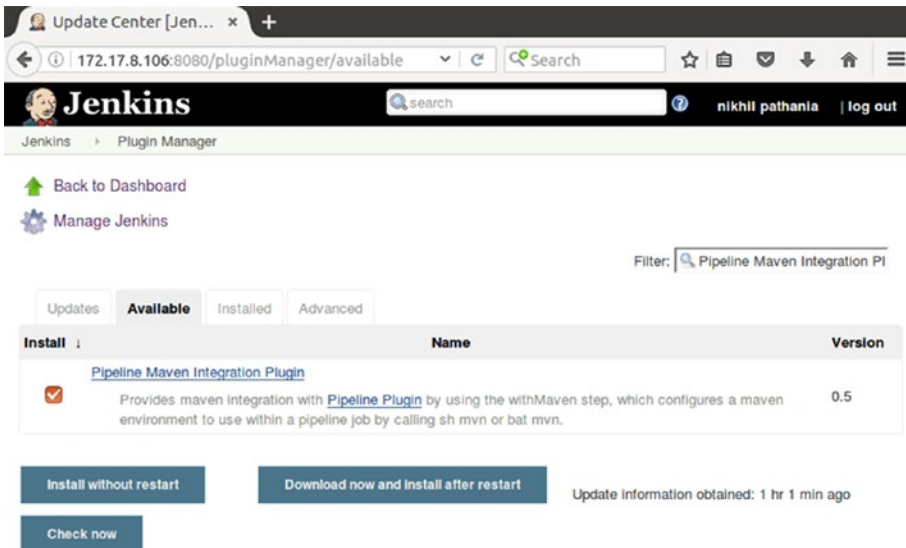 Update Center [Jen... × +
172.17.8.106:8080/pluginManager/available Search
Jenkins search nikhil pathania | log out
Jenkins Plugin Manager
Back to Dashboard
Manage Jenkins
Filter: Pipeline Maven Integration Pl
Updates Available Installed Advanced
Install ↓ Name Version
Pipeline Maven Integration Plugin
Provides maven integration with Pipeline Plugin by using the withMaven step, which configures a maven 0.5
environment to use within a pipeline job by calling sh mvn or bat mvn.
Install without restart Download now and install after restart Update information obtained: 1 hr 1 min ago
Check now